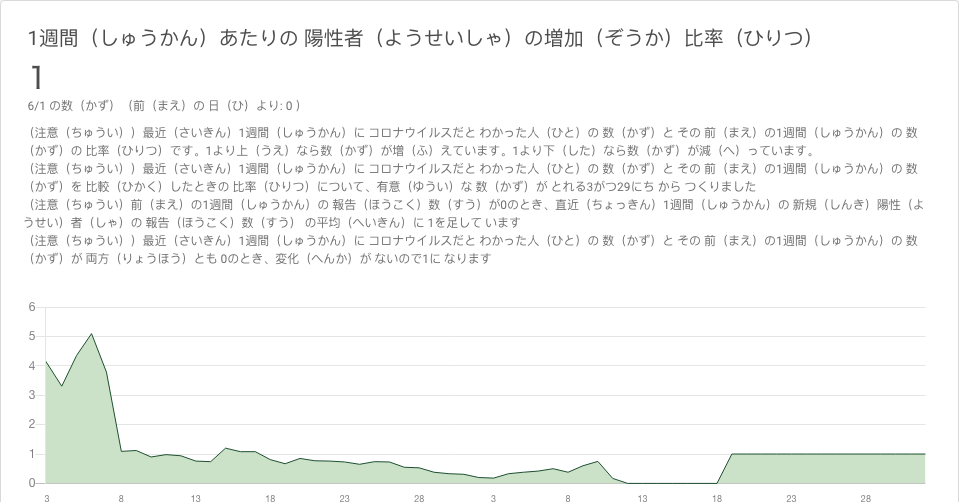 1週間（しゅうかん）あたりの 陽性者（ようせいしゃ）の増加（ぞうか）比率（ひりつ）
1
6/1 の数（かず）（前（まえ）の 日（ひ）より: 0 ）
（注意（ちゅうい））最近（さいきん）1週間（しゅうかん）に コロナウイルスだと わかった人（ひと）の 数（かず）と その 前（まえ）の1週間（しゅうかん）の 数
（かず）の 比率（ひりつ）です。1より上（うえ）なら数（かず）が増（ふ）えています。1より下（した）なら数（かず）が減（へ）っています。
（注意（ちゅうい））最近（さいきん）1週間（しゅうかん）に コロナウイルスだと わかった人（ひと）の 数（かず）と その 前（まえ）の1週間（しゅうかん）の 数
（かず）を 比較（ひかく）したときの 比率（ひりつ）について、有意（ゆうい）な 数（かず）が とれる3がつ29にち から つくりました
（注意（ちゅうい）前（まえ）の1週間（しゅうかん）の 報告（ほうこく）数（すう）が0のとき、直近（ちょっきん）1週間（しゅうかん）の 新規（しんき）陽性（よ
うせい）者（しゃ）の 報告（ほうこく）数（すう） の平均（へいきん）に 1を足して います
（注意（ちゅうい））最近（さいきん）1週間（しゅうかん）に コロナウイルスだと わかった人（ひと）の 数（かず）と その 前（まえ）の1週間（しゅうかん）の 数
（かず）が 両方（りょうほう）とも 0のとき、変化（へんか）が ないので1に なります
6
5
4
3
2
1
0
3 8 13 18 23 28 3 8 13 18 23 28